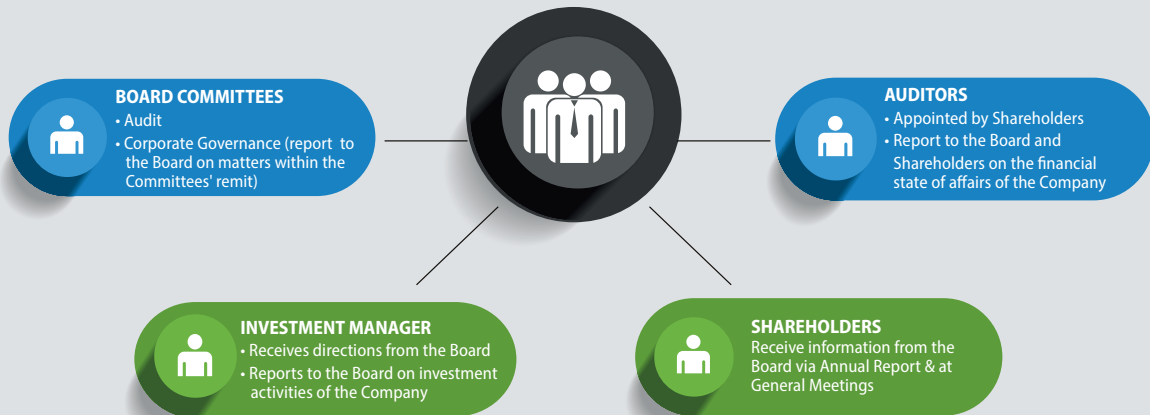 BOARD COMMITTEES
• Audit
• Corporate Governance (report to
the Board on matters within the
Committees' remit)
AUDITORS
• Appointed by Shareholders
• Report to the Board and
Shareholders on the financial
state of affairs of the Company
INVESTMENT MANAGER
• Receives directions from the Board
• Reports to the Board on investment
activities of the Company
SHAREHOLDERS
Receive information from the
Board via Annual Report & at
General Meetings